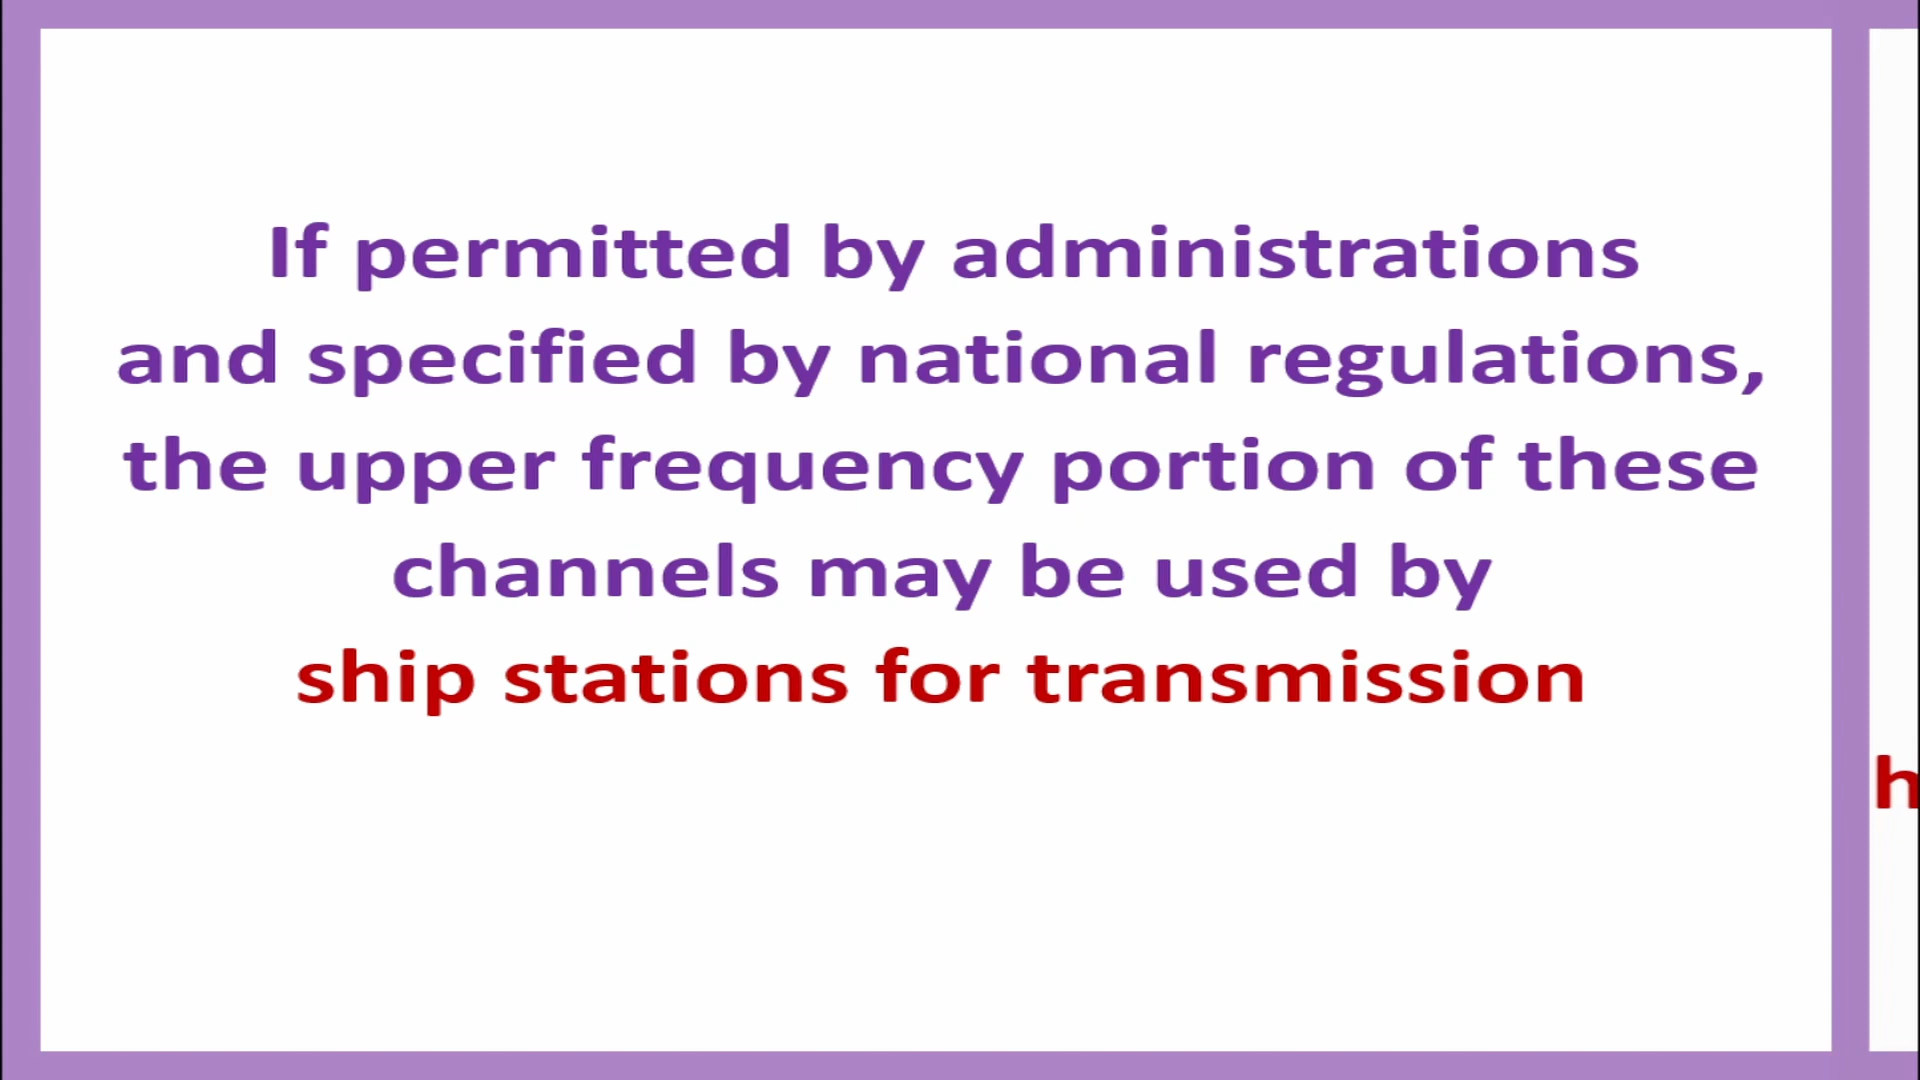 If permitted by administrations
and specified by national regulations,
the upper frequency portion of these
channels may be used by
ship stations for transmission